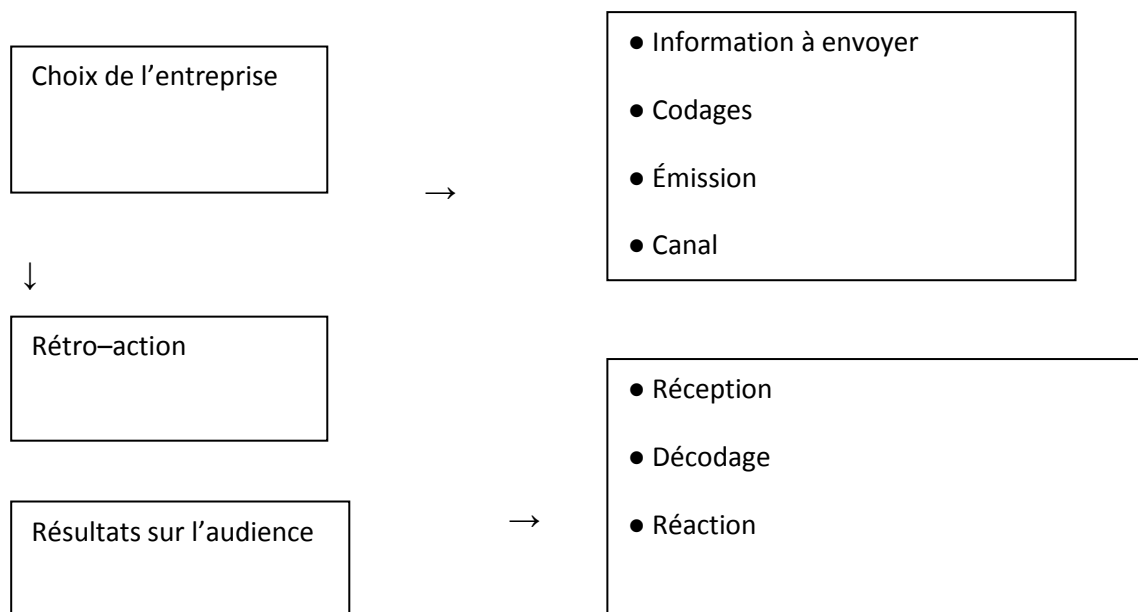 Choix de l’entreprise
● Information à envoyer
● Codages
● Émission
● Canal
→
↓
Rétro–action
● Réception
● Décodage
● Réaction
Résultats sur l’audience
→